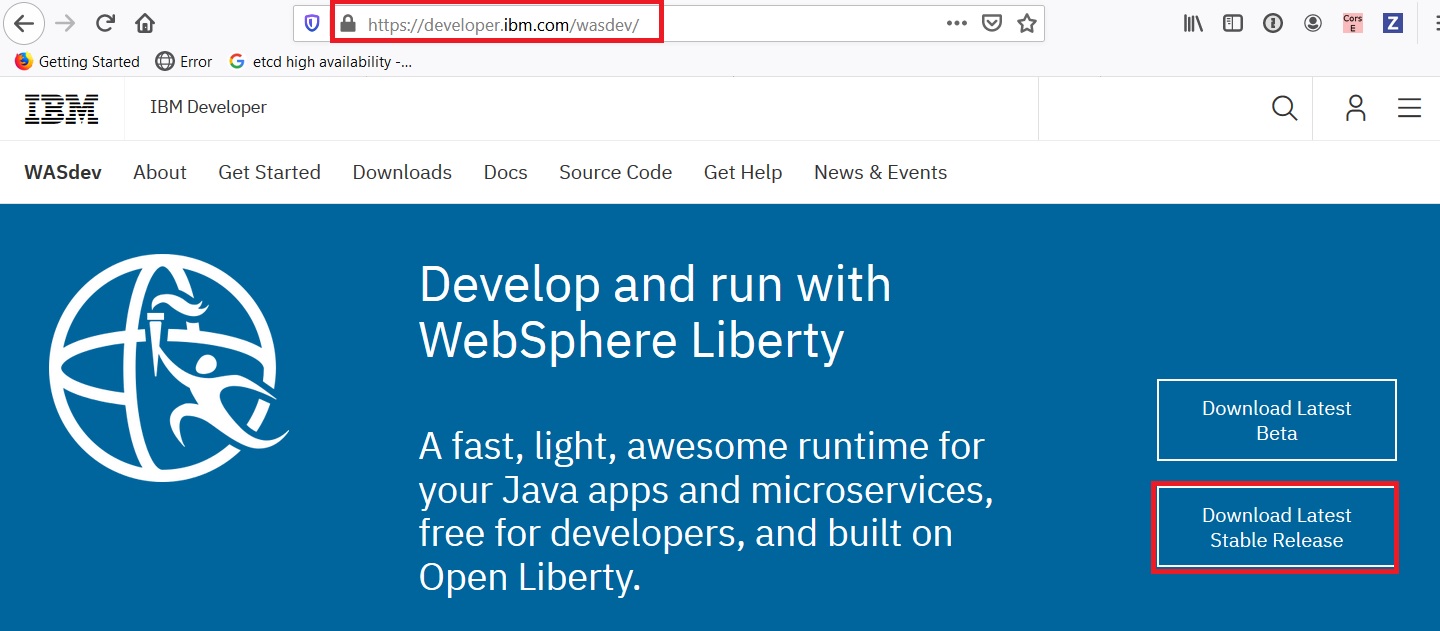 https://developer.ibm.com/wasdev/
Cors
E
Z
Getting Started
Error
G
etcd high availability -...
IBM
IBM Developer
WASdev
About
Get Started
Downloads
Docs
Source Code
Get Help
News & Events
Develop and run with
WebSphere Liberty
A fast, light, awesome runtime for
your Java apps and microservices,
free for developers, and built on
Open Liberty.
Download Latest
Beta
Download Latest
Stable Release